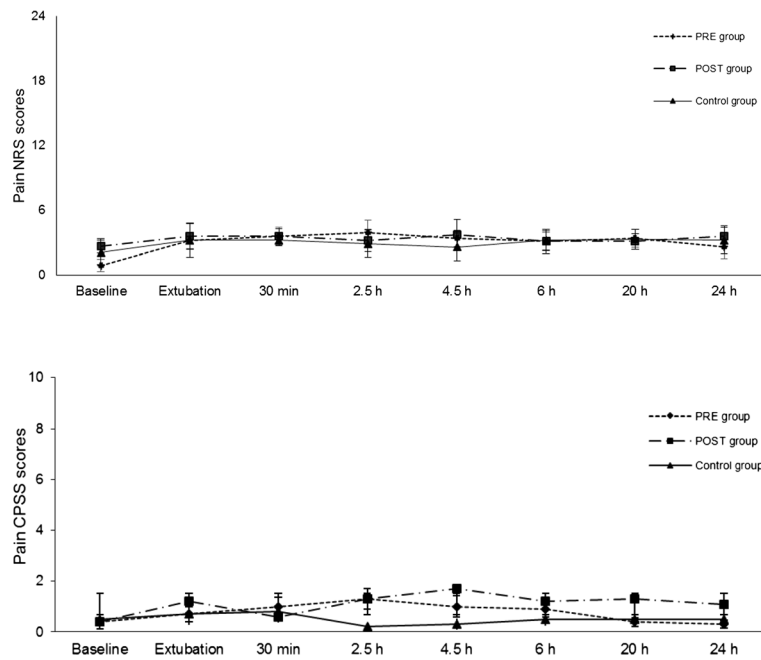 24
18
12
6
0
Pain NRS scores
PRE group
POST group
Control group
Baseline Extubation 30 min 2.5 h 4.5 h 6 h 20 h 24 h
10
8
6
4
2
0
Pain CPSS scores
PRE group
POST group
Control group
Baseline Extubation 30 min 2.5 h 4.5 h 6 h 20 h 24 h